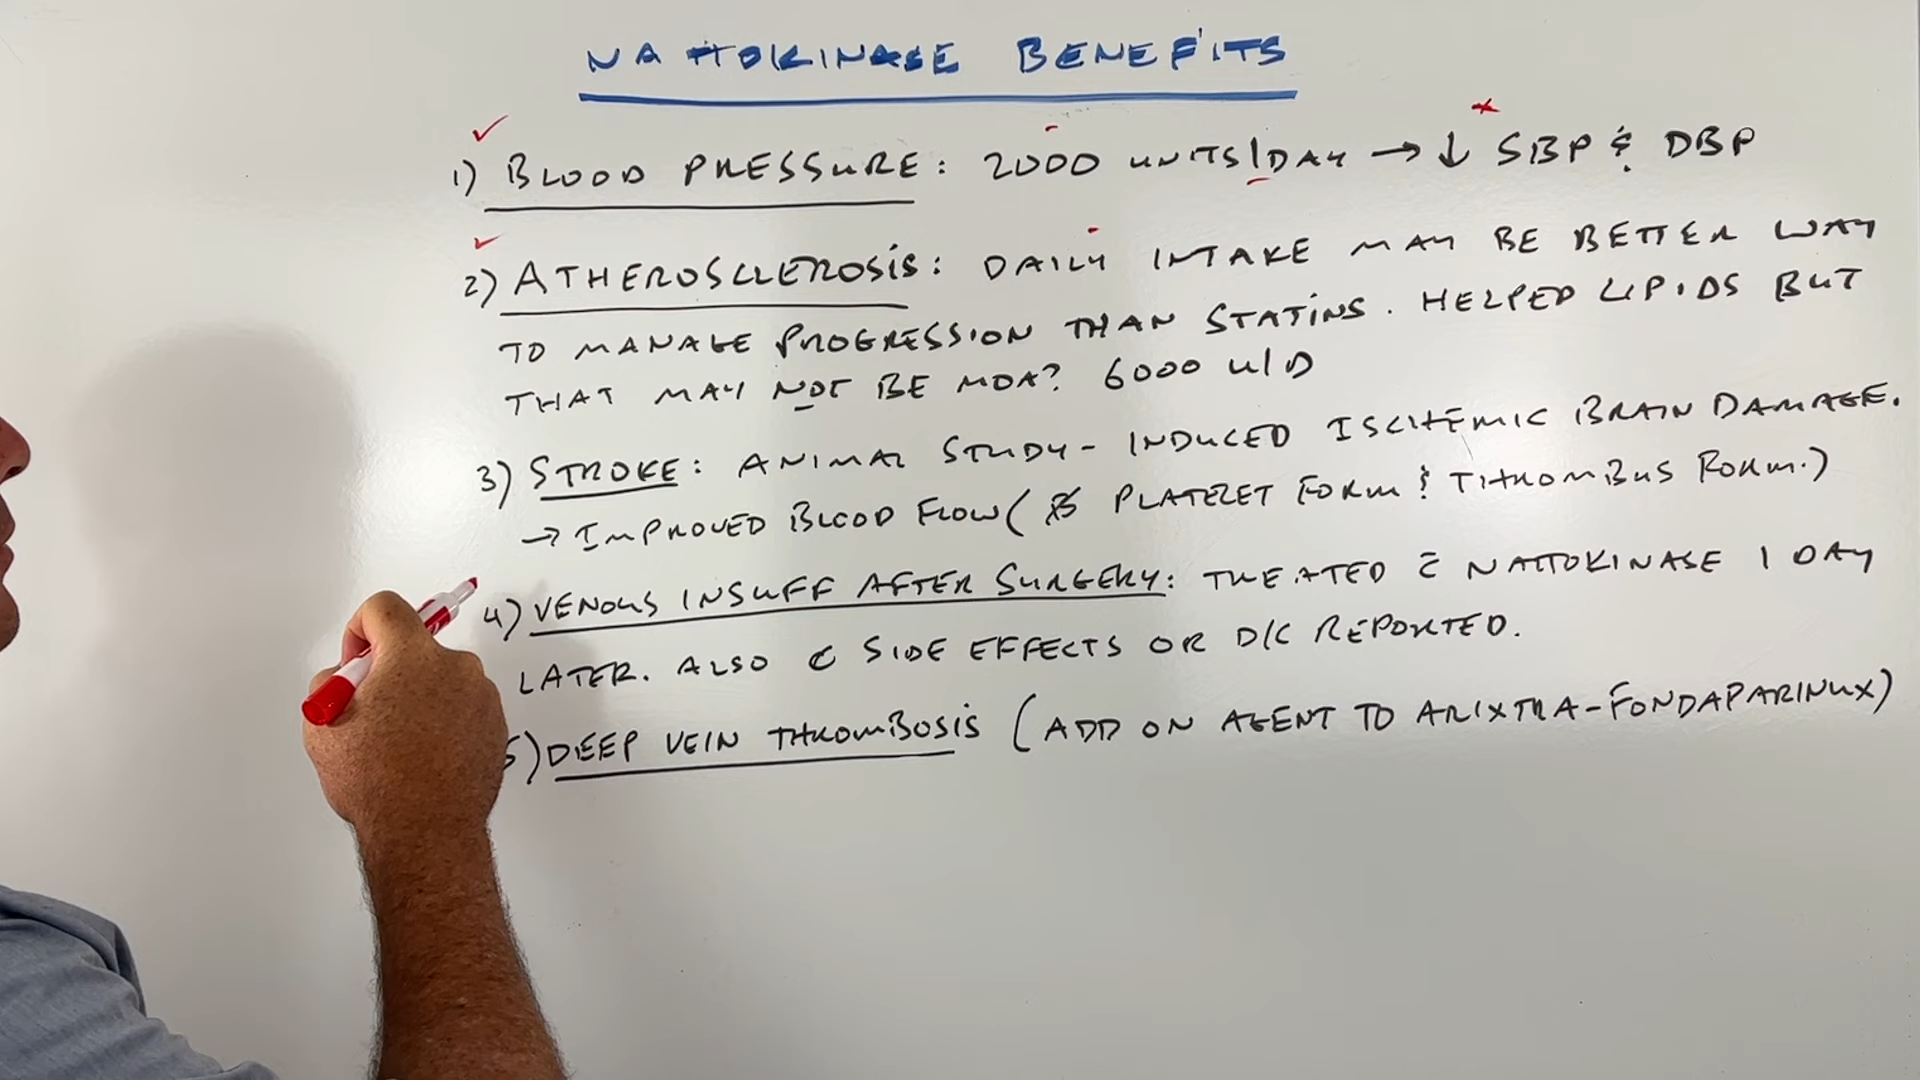 NATTOKINASE BENEFITS
1) BLOOD PRESSURE: 2000 UNITS/DAY → ↓ SBP & DBP
2) ATHEROSCLEROSIS: DAILY INTAKE MAY BE BETTER WAY
TO MANAGE PROGRESSION THAN STATINS. HELPED LIPIDS BUT
THAT MAY NOT BE MOA? 6000 U/D
3) STROKE: ANIMAL STUDY - INDUCED ISCHEMIC BRAIN DAMAGE.
→ IMPROVED BLOOD FLOW ( PLATELET FORM & THROMBUS FORM.)
4) VENOUS INSUFF AFTER SURGERY: TREATED c̄ NATTOKINASE 1 DAY
LATER. ALSO SIDE EFFECTS OR D/C REPORTED.
5) DEEP VEIN THROMBOSIS (ADD ON AGENT TO ARIXTRA-FONDAPARINUX)